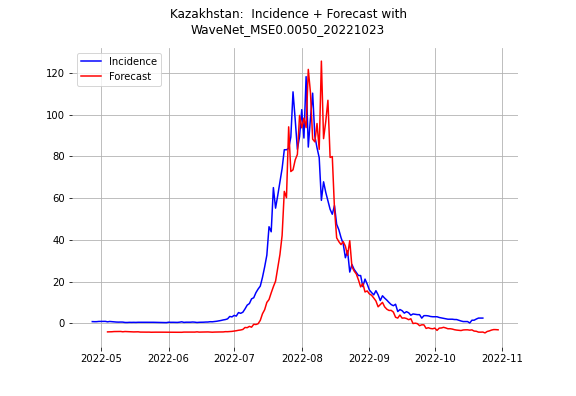 Kazakhstan:  Incidence + Forecast with
WaveNet_MSE0.0050_20221023
Incidence
Forecast
120
100
80
60
40
20
0
2022-05 2022-06 2022-07 2022-08 2022-09 2022-10 2022-11